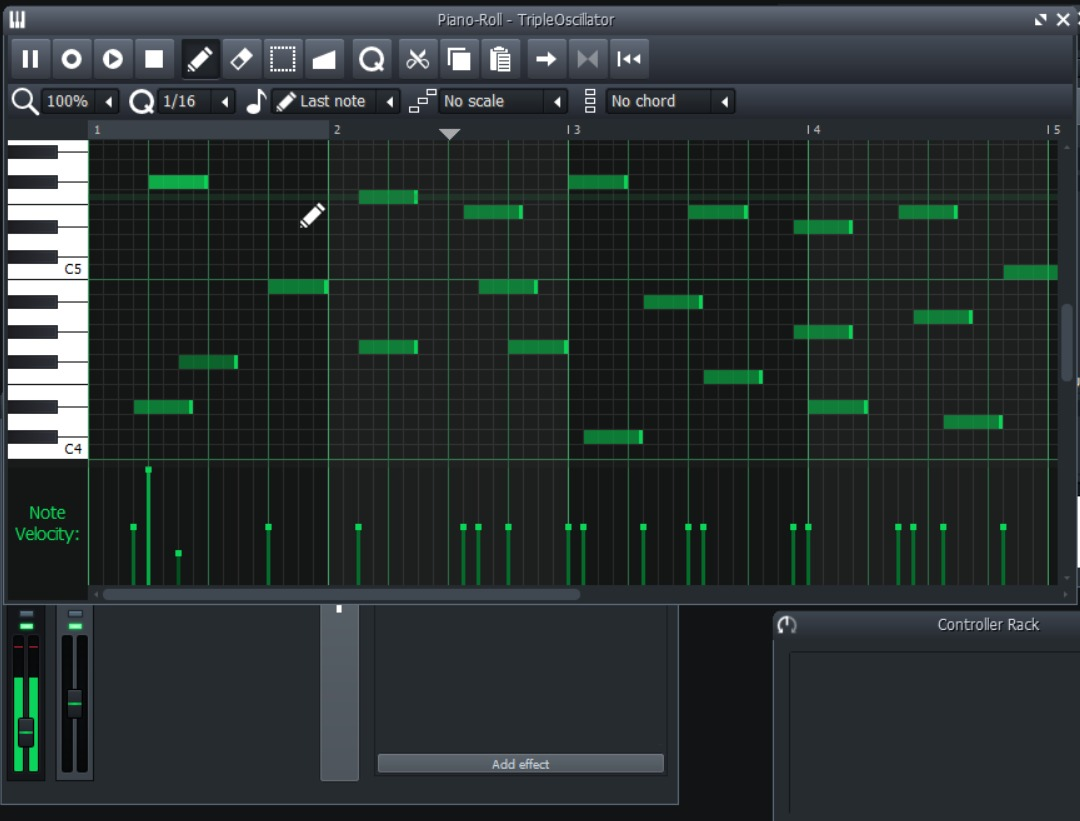 Piano-Roll - TripleOscillator
100% 1/16 Last note No scale No chord
1 2 3 4 5
C5
C4
Note
Velocity:
Controller Rack
Add effect